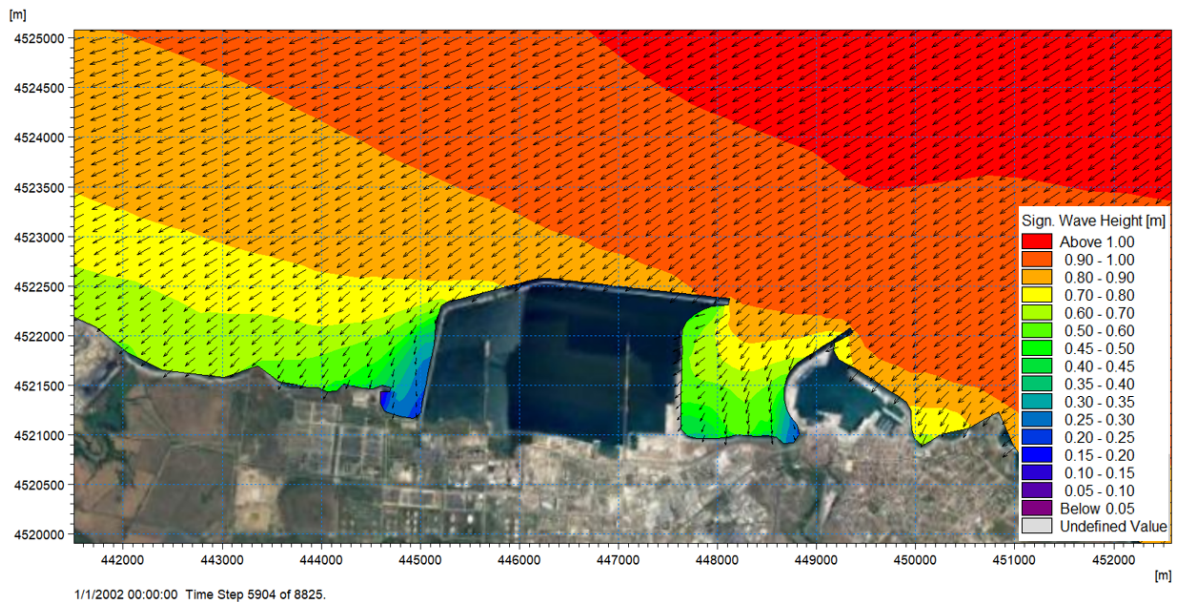 [m]
4525000
4524500
4524000
4523500
4523000
4522500
4522000
4521500
4521000
4520500
4520000
Sign. Wave Height [m]
Above 1.00
0.90 - 1.00
0.80 - 0.90
0.70 - 0.80
0.60 - 0.70
0.50 - 0.60
0.45 - 0.50
0.40 - 0.45
0.35 - 0.40
0.30 - 0.35
0.25 - 0.30
0.20 - 0.25
0.15 - 0.20
0.10 - 0.15
0.05 - 0.10
Below 0.05
Undefined Value
442000 443000 444000 445000 446000 447000 448000 449000 450000 451000 452000
[m]
1/1/2002 00:00:00 Time Step 5904 of 8825.